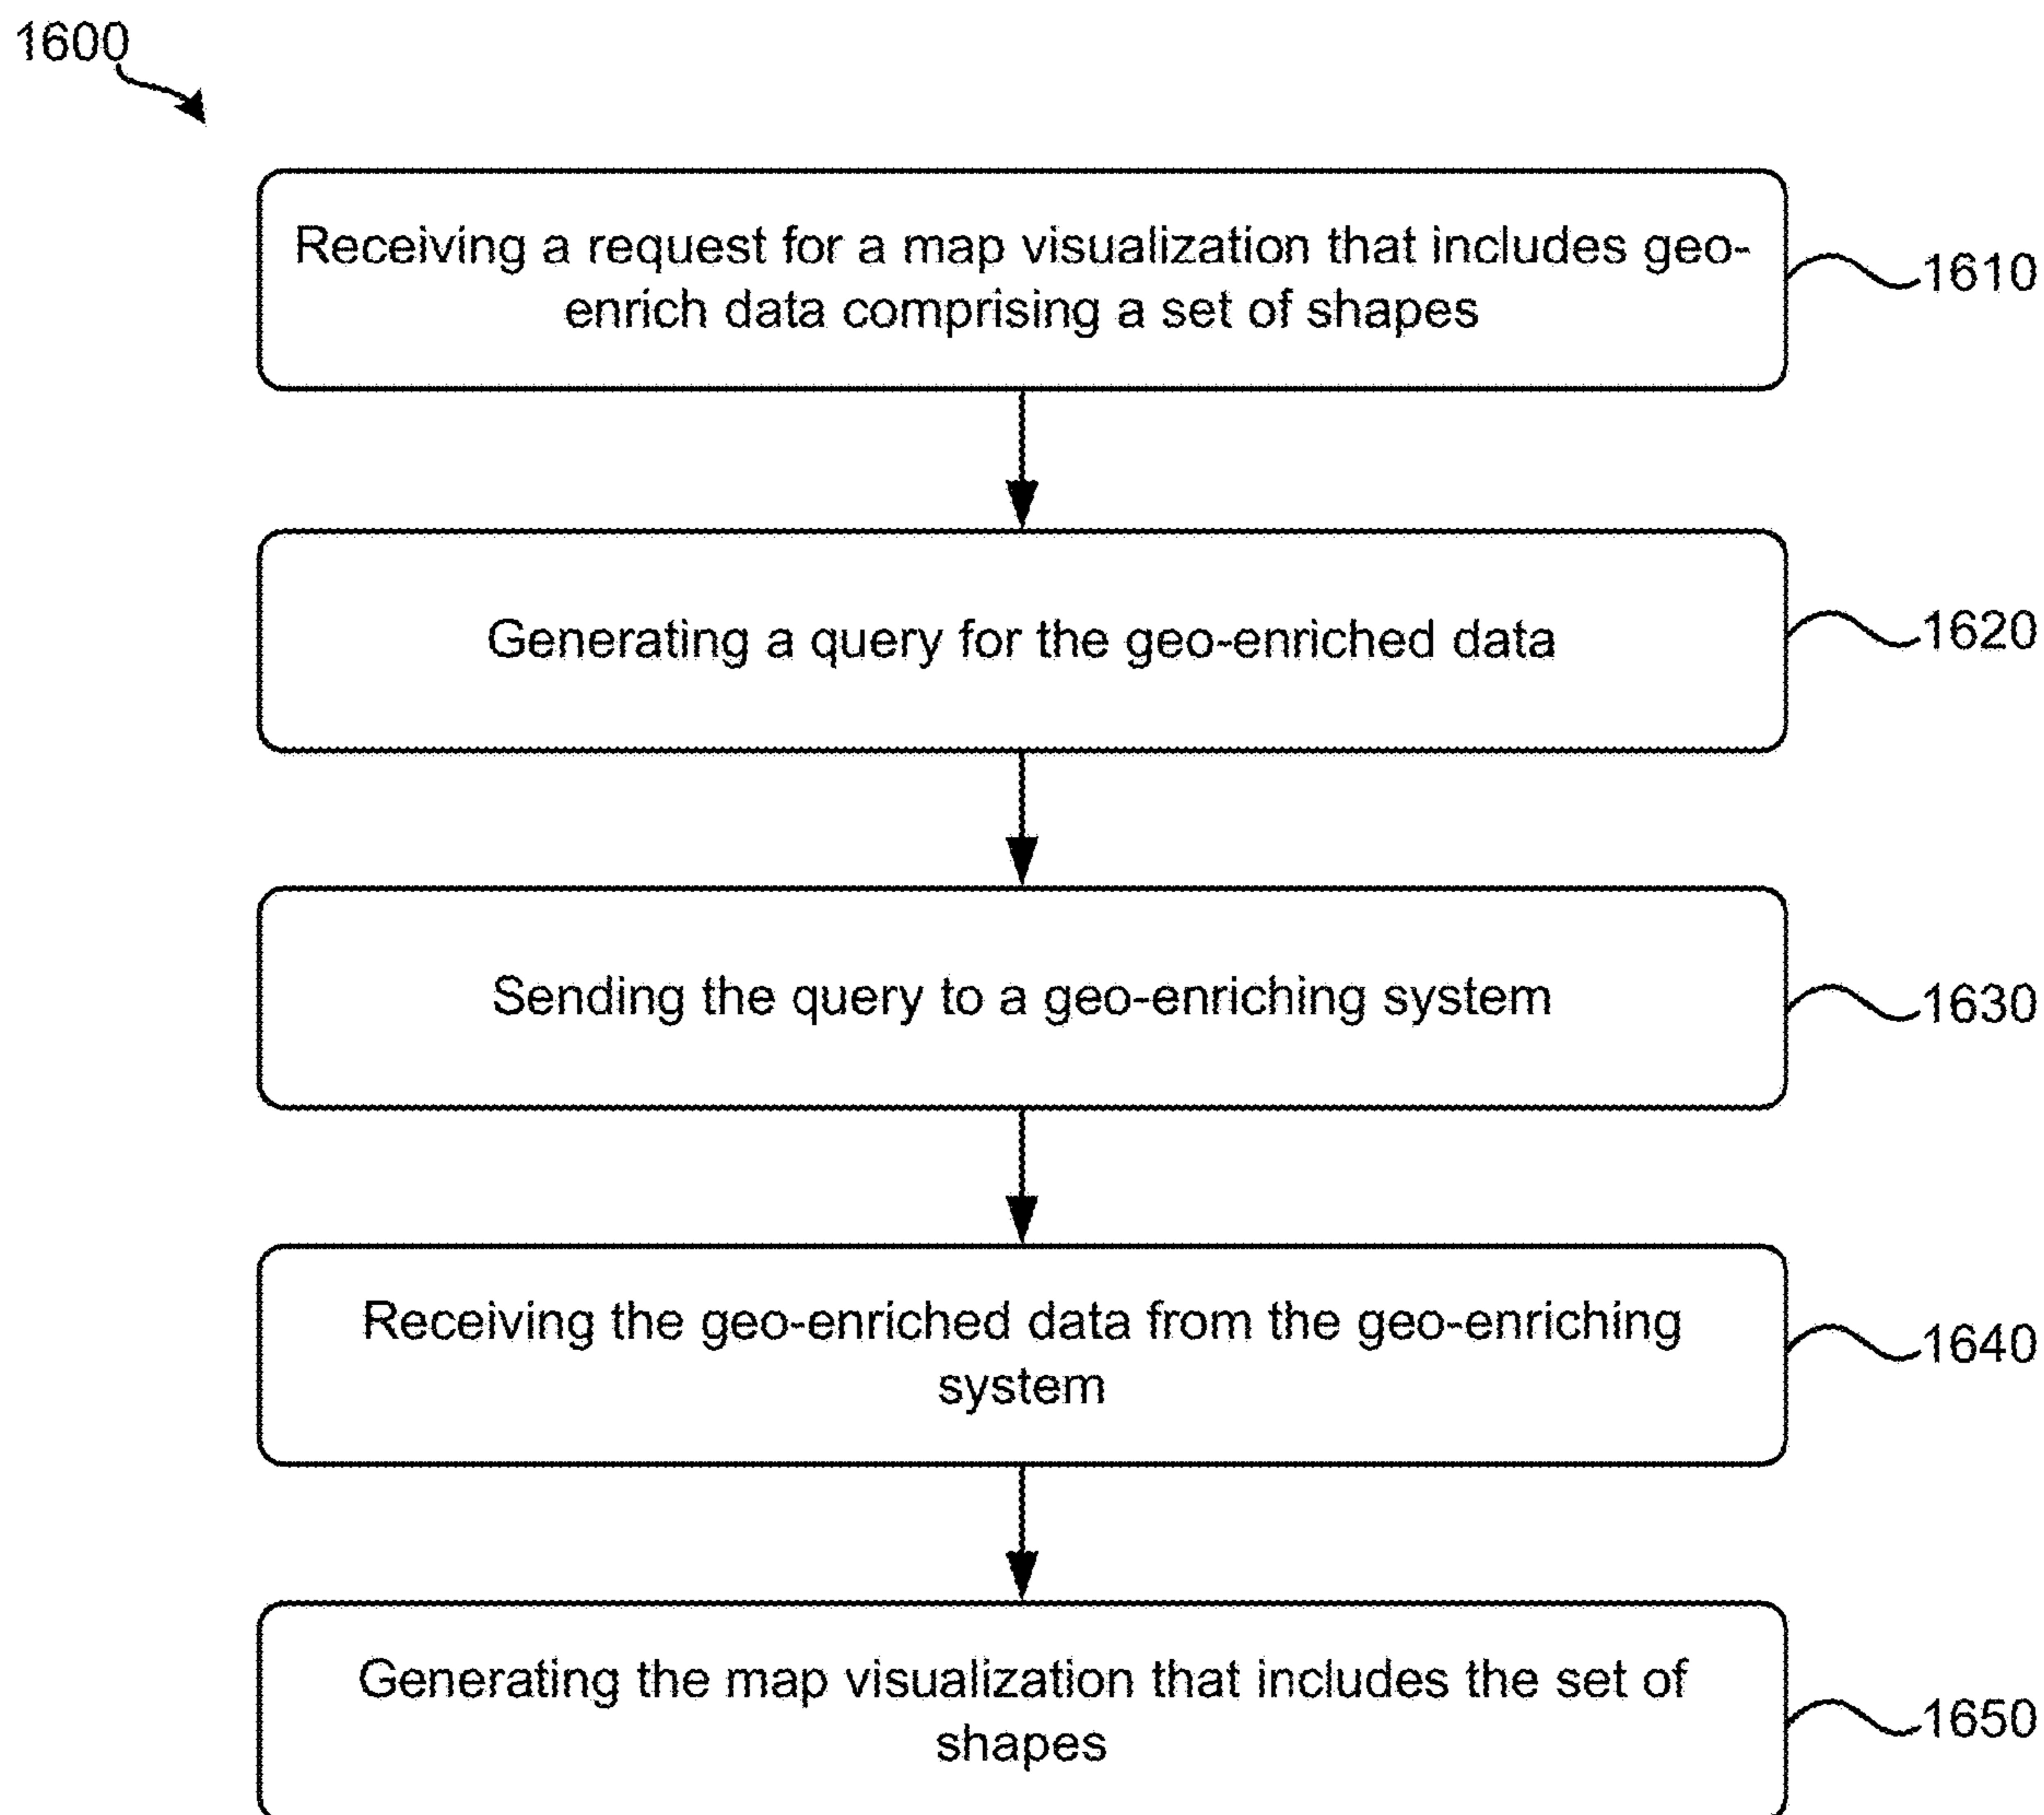 1600
Receiving a request for a map visualization that includes geo-
enrich data comprising a set of shapes
1610
Generating a query for the geo-enriched data
1620
Sending the query to a geo-enriching system
1630
Receiving the geo-enriched data from the geo-enriching
system
1640
Generating the map visualization that includes the set of
shapes
1650